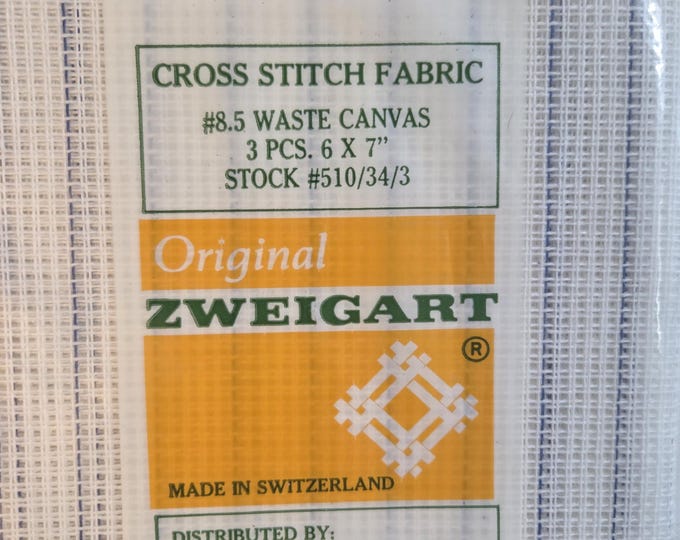 CROSS STITCH FABRIC
#8.5 WASTE CANVAS
3 PCS. 6 X 7"
STOCK #510/34/3
Original
ZWEIGART
®
MADE IN SWITZERLAND
DISTRIBUTED BY: